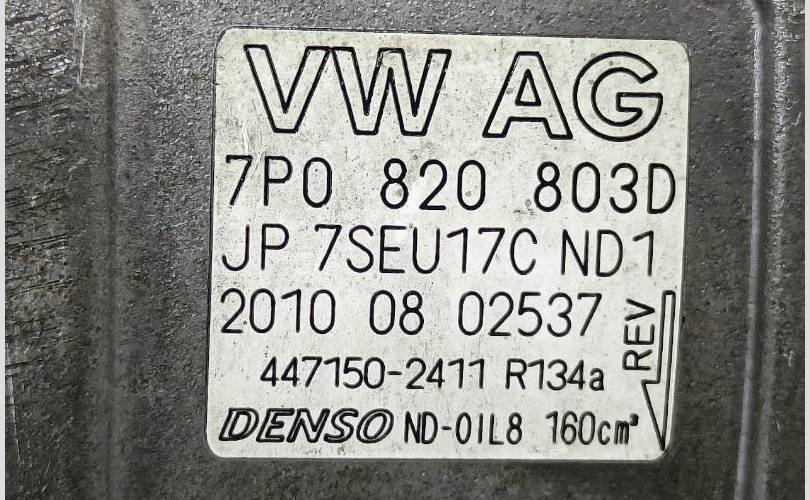 VW AG
7P0 820 803D
JP 7SEU17C ND1
2010 08 02537
REV
447150-2411 R134a
DENSO ND-OIL8 160cm³